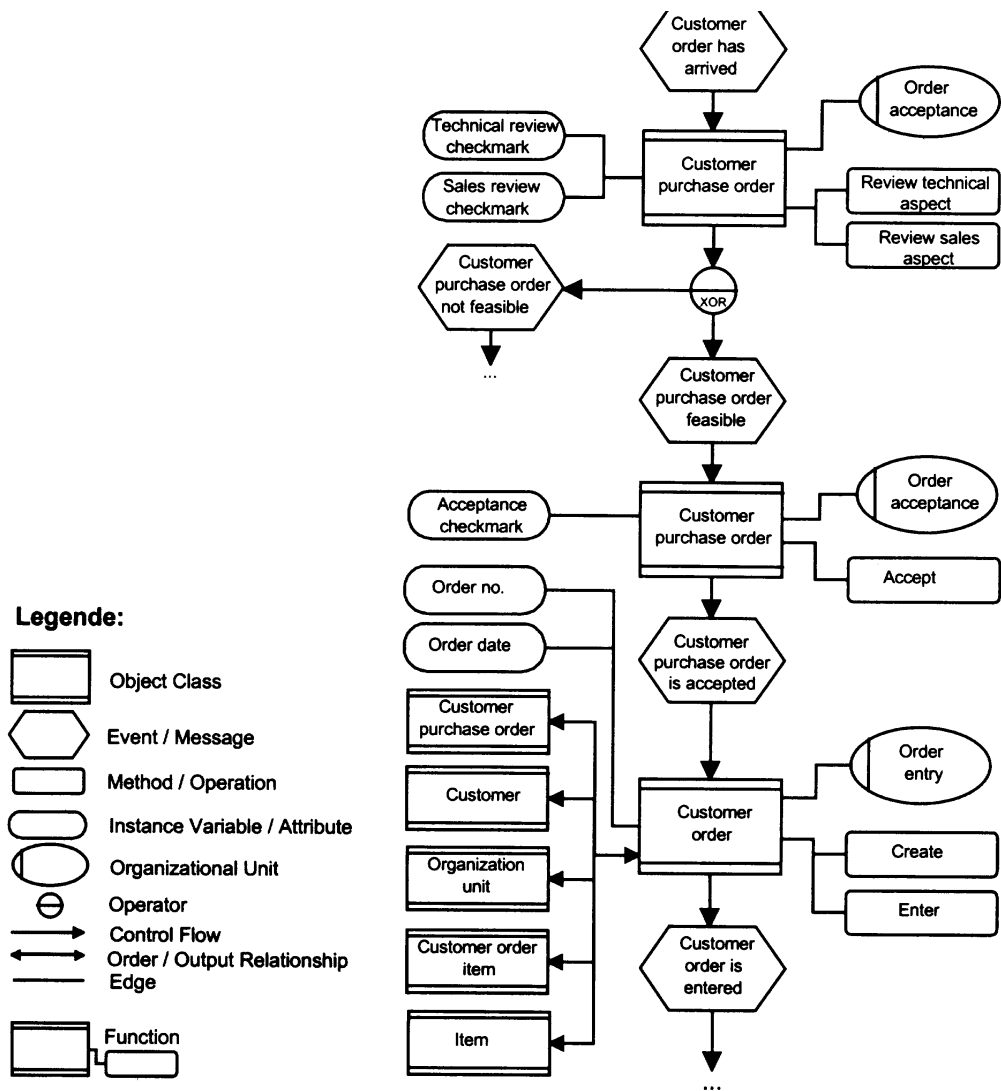 Customer
order has
arrived
Order
acceptance
Technical review
checkmark
Customer
purchase order
Sales review
checkmark
Review technical
aspect
Review sales
aspect
Customer
purchase order
not feasible
XOR
...
Customer
purchase order
feasible
Order
acceptance
Acceptance
checkmark
Customer
purchase order
Accept
Order no.
Order date
Customer
purchase order
is accepted
Customer
purchase order
Order
entry
Customer
Customer
order
Create
Organization
unit
Enter
Customer order
item
Customer
order is
entered
Item
...
Legende:
Object Class
Event / Message
Method / Operation
Instance Variable / Attribute
Organizational Unit
Operator
Control Flow
Order / Output Relationship
Edge
Function